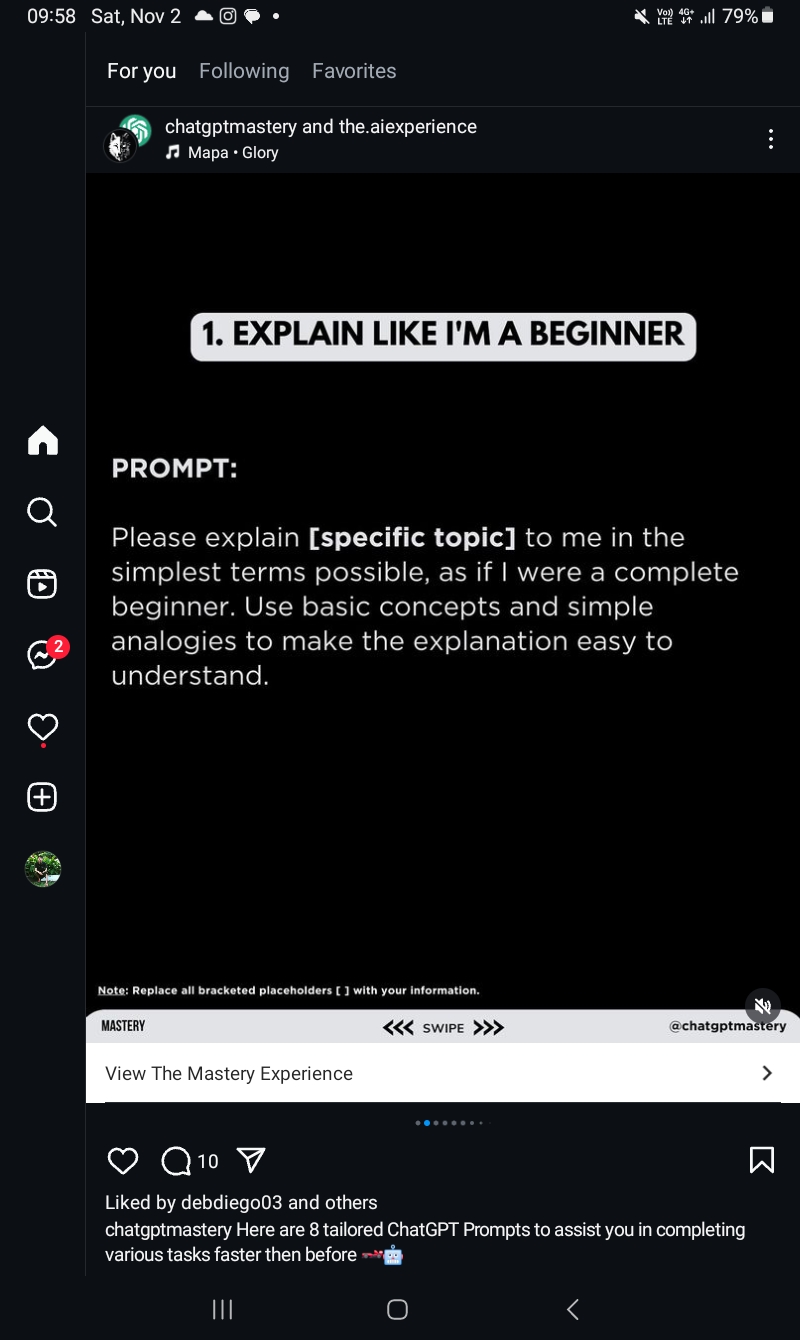 09:58 Sat, Nov 2
Vo)) LTE 4G+ 79%
For you Following Favorites
chatgptmastery and the.aiexperience
Mapa • Glory
1. EXPLAIN LIKE I'M A BEGINNER
PROMPT:
Please explain [specific topic] to me in the
simplest terms possible, as if I were a complete
beginner. Use basic concepts and simple
analogies to make the explanation easy to
understand.
2
Note: Replace all bracketed placeholders [ ] with your information.
MASTERY <<< SWIPE >>> @chatgptmastery
View The Mastery Experience
10
Liked by debdiego03 and others
chatgptmastery Here are 8 tailored ChatGPT Prompts to assist you in completing
various tasks faster then before